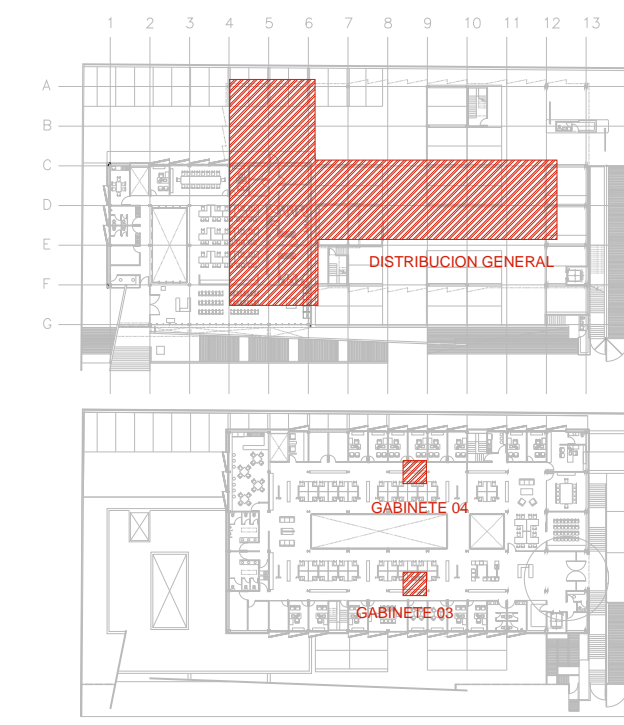 1 2 3 4 5 6 7 8 9 10 11 12 13
A
B
C
D
E
F
G
DISTRIBUCION GENERAL
GABINETE 04
GABINETE 03